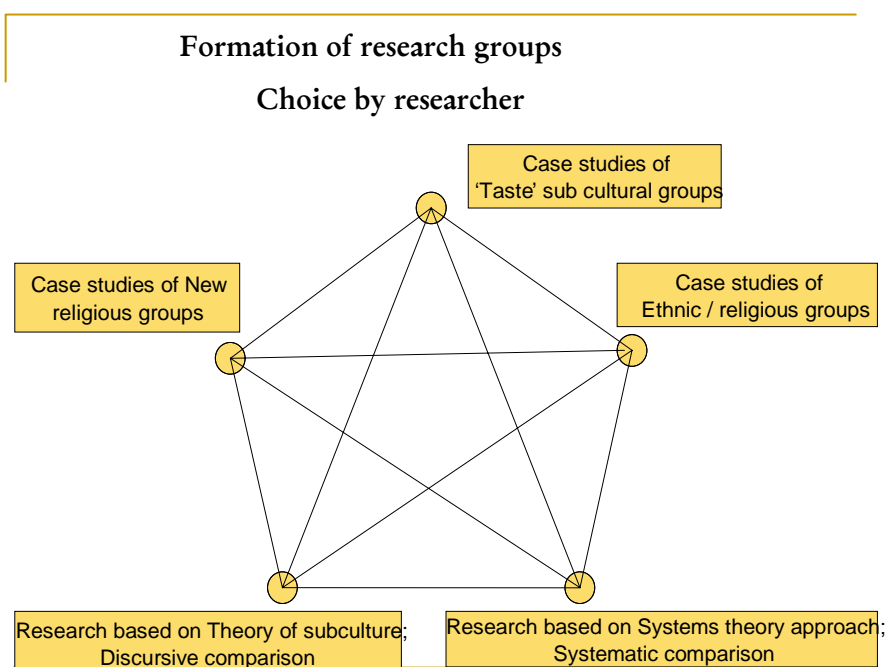 Formation of research groups
Choice by researcher
Case studies of
‘Taste’ sub cultural groups
Case studies of New
religious groups
Case studies of
Ethnic / religious groups
Research based on Theory of subculture;
Discursive comparison
Research based on Systems theory approach;
Systematic comparison